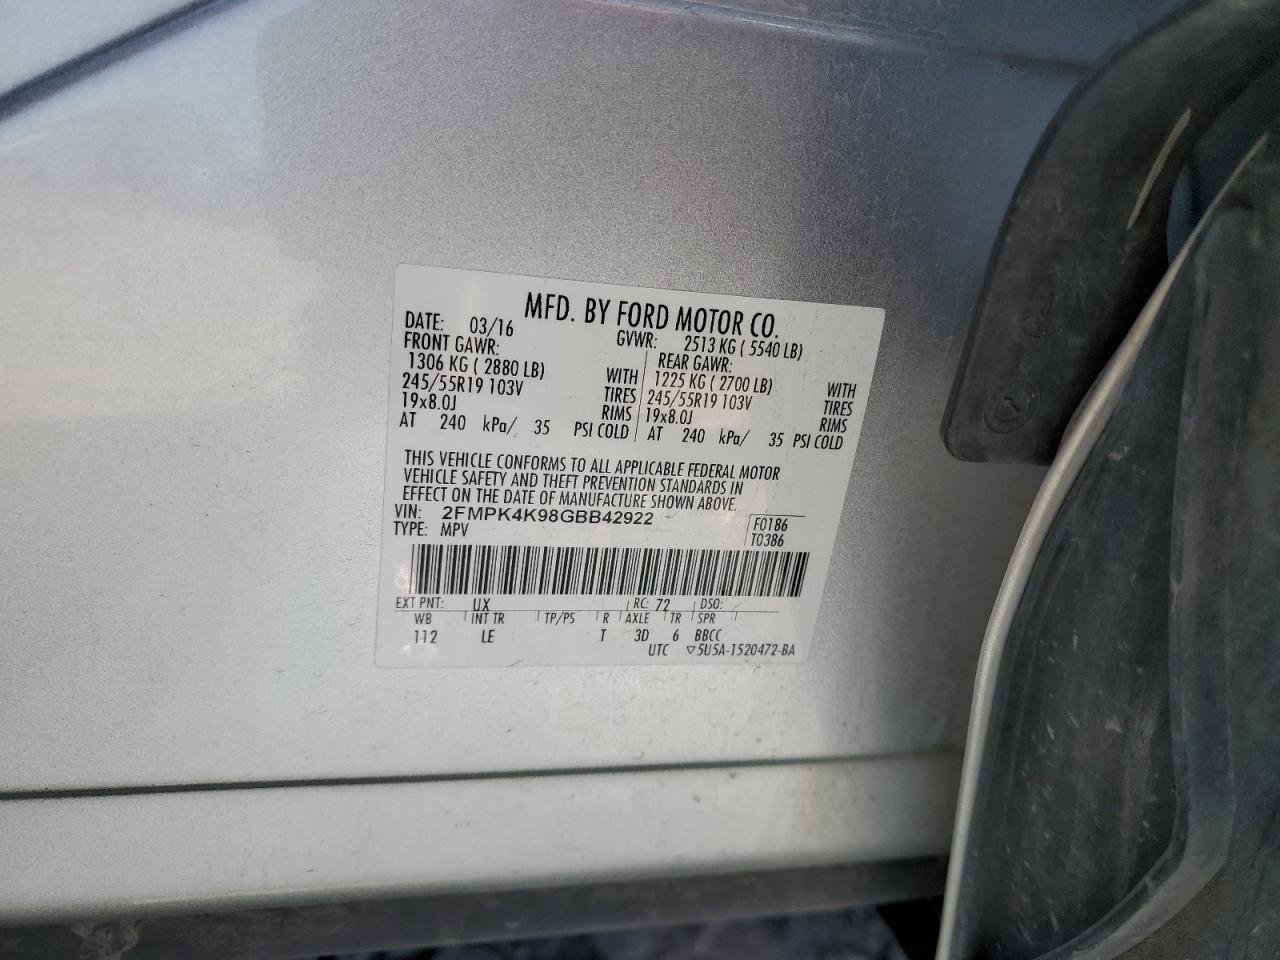 MFD. BY FORD MOTOR CO.
DATE: 03/16 GVWR: 2513 KG ( 5540 LB)
FRONT GAWR: REAR GAWR:
1306 KG ( 2880 LB) WITH 1225 KG ( 2700 LB) WITH
245/55R19 103V TIRES 245/55R19 103V TIRES
19x8.0J RIMS 19x8.0J RIMS
AT 240 kPa/ 35 PSI COLD AT 240 kPa/ 35 PSI COLD
THIS VEHICLE CONFORMS TO ALL APPLICABLE FEDERAL MOTOR
VEHICLE SAFETY AND THEFT PREVENTION STANDARDS IN
EFFECT ON THE DATE OF MANUFACTURE SHOWN ABOVE.
VIN: 2FMPK4K98GBB42922 F0186
TYPE: MPV T0386
EXT PNT: UX RC: 72 DSO:
WB INT TR TP/PS R AXLE TR SPR
112 LE T 3D 6 BBCC
UTC ▽5U5A-1520472-BA